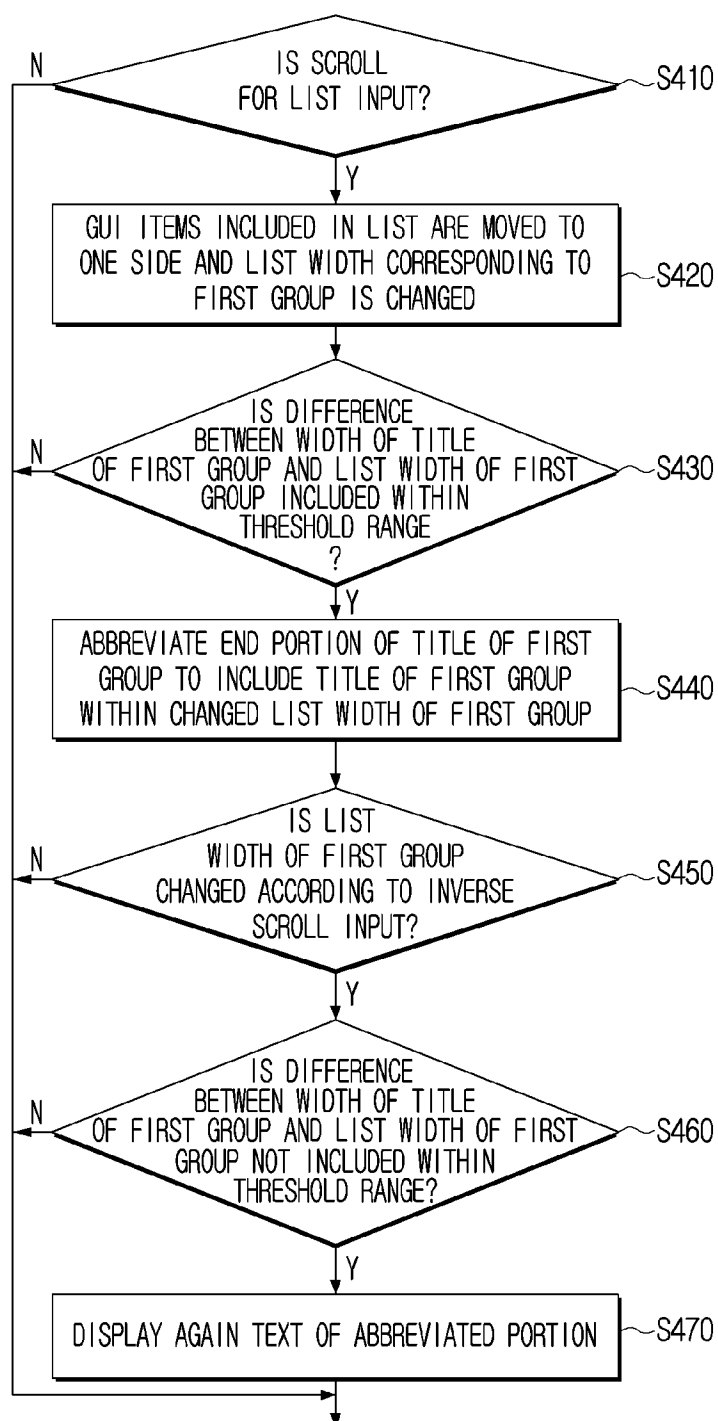 IS SCROLL
FOR LIST INPUT?
N
S410
Y
GUI ITEMS INCLUDED IN LIST ARE MOVED TO
ONE SIDE AND LIST WIDTH CORRESPONDING TO
FIRST GROUP IS CHANGED
S420
IS DIFFERENCE
BETWEEN WIDTH OF TITLE
OF FIRST GROUP AND LIST WIDTH OF FIRST
GROUP INCLUDED WITHIN
THRESHOLD RANGE
?
N
S430
Y
ABBREVIATE END PORTION OF TITLE OF FIRST
GROUP TO INCLUDE TITLE OF FIRST GROUP
WITHIN CHANGED LIST WIDTH OF FIRST GROUP
S440
IS LIST
WIDTH OF FIRST GROUP
CHANGED ACCORDING TO INVERSE
SCROLL INPUT?
N
S450
Y
IS DIFFERENCE
BETWEEN WIDTH OF TITLE
OF FIRST GROUP AND LIST WIDTH OF FIRST
GROUP NOT INCLUDED WITHIN
THRESHOLD RANGE?
N
S460
Y
DISPLAY AGAIN TEXT OF ABBREVIATED PORTION
S470